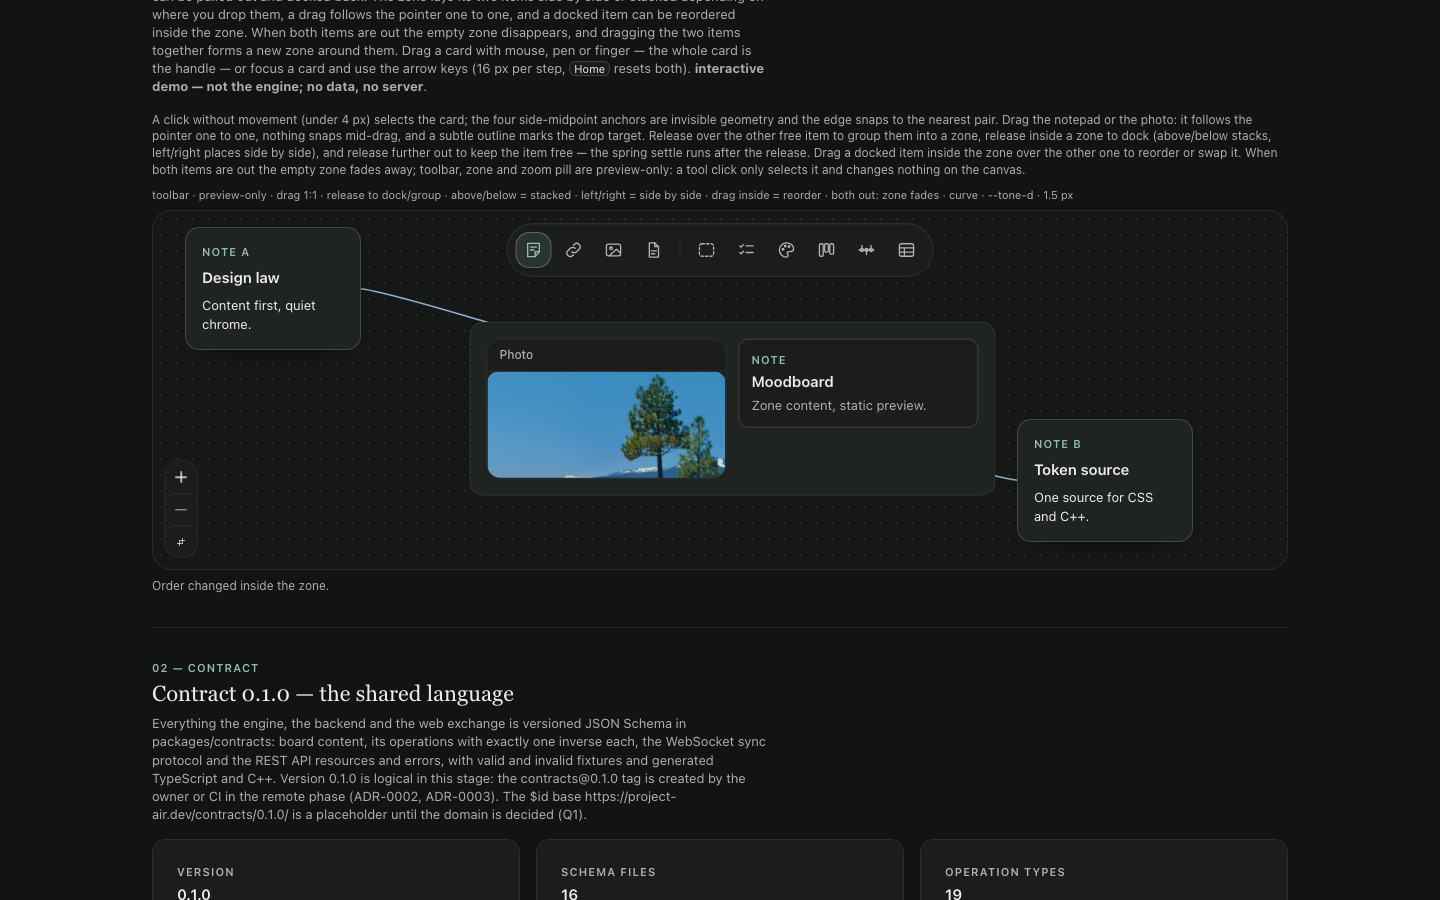 where you drop them, a drag follows the pointer one to one, and a docked item can be reordered
inside the zone. When both items are out the empty zone disappears, and dragging the two items
together forms a new zone around them. Drag a card with mouse, pen or finger — the whole card is
the handle — or focus a card and use the arrow keys (16 px per step, Home resets both). interactive
demo — not the engine; no data, no server.
A click without movement (under 4 px) selects the card; the four side-midpoint anchors are invisible geometry and the edge snaps to the nearest pair. Drag the notepad or the photo: it follows the
pointer one to one, nothing snaps mid-drag, and a subtle outline marks the drop target. Release over the other free item to group them into a zone, release inside a zone to dock (above/below stacks,
left/right places side by side), and release further out to keep the item free — the spring settle runs after the release. Drag a docked item inside the zone over the other one to reorder or swap it. When
both items are out the empty zone fades away; toolbar, zone and zoom pill are preview-only: a tool click only selects it and changes nothing on the canvas.
toolbar · preview-only · drag 1:1 · release to dock/group · above/below = stacked · left/right = side by side · drag inside = reorder · both out: zone fades · curve · --tone-d · 1.5 px
NOTE A
Design law
Content first, quiet
chrome.
Photo
NOTE
Moodboard
Zone content, static preview.
NOTE B
Token source
One source for CSS
and C++.
Order changed inside the zone.
02 — CONTRACT
Contract 0.1.0 — the shared language
Everything the engine, the backend and the web exchange is versioned JSON Schema in
packages/contracts: board content, its operations with exactly one inverse each, the WebSocket sync
protocol and the REST API resources and errors, with valid and invalid fixtures and generated
TypeScript and C++. Version 0.1.0 is logical in this stage: the contracts@0.1.0 tag is created by the
owner or CI in the remote phase (ADR-0002, ADR-0003). The $id base https://project-
air.dev/contracts/0.1.0/ is a placeholder until the domain is decided (Q1).
VERSION
0.1.0
SCHEMA FILES
16
OPERATION TYPES
19